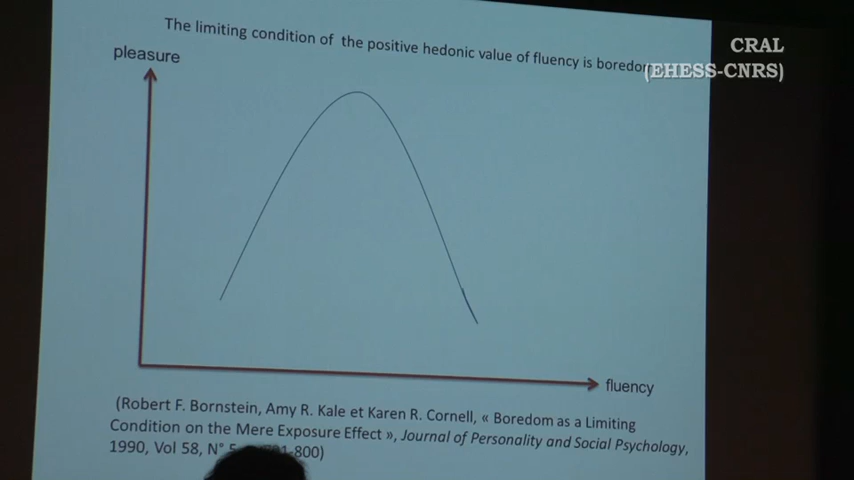 The limiting condition of the positive hedonic value of fluency is
CRAL
(EHESS-CNRS)
pleasure
fluency
(Robert F. Bornstein, Amy R. Kale et Karen R. Cornell, « Boredom as a Limiting
Condition on the Mere Exposure Effect », Journal of Personality and Social Psychology,
1990, Vol 58, N°